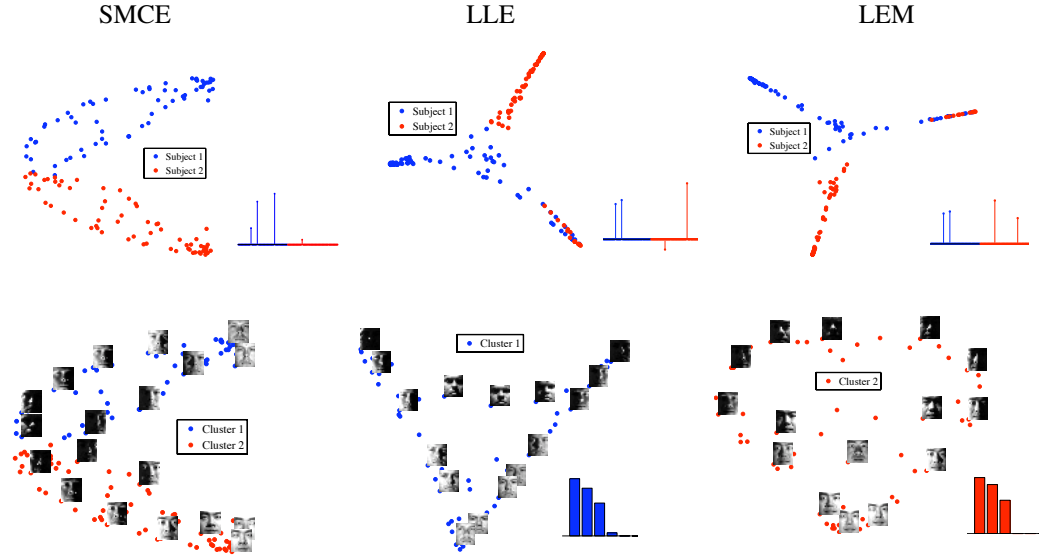 SMCE
LLE
LEM
Subject 1
Subject 2
Subject 1
Subject 2
Subject 1
Subject 2
Cluster 1
Cluster 2
Cluster 1
Cluster 2